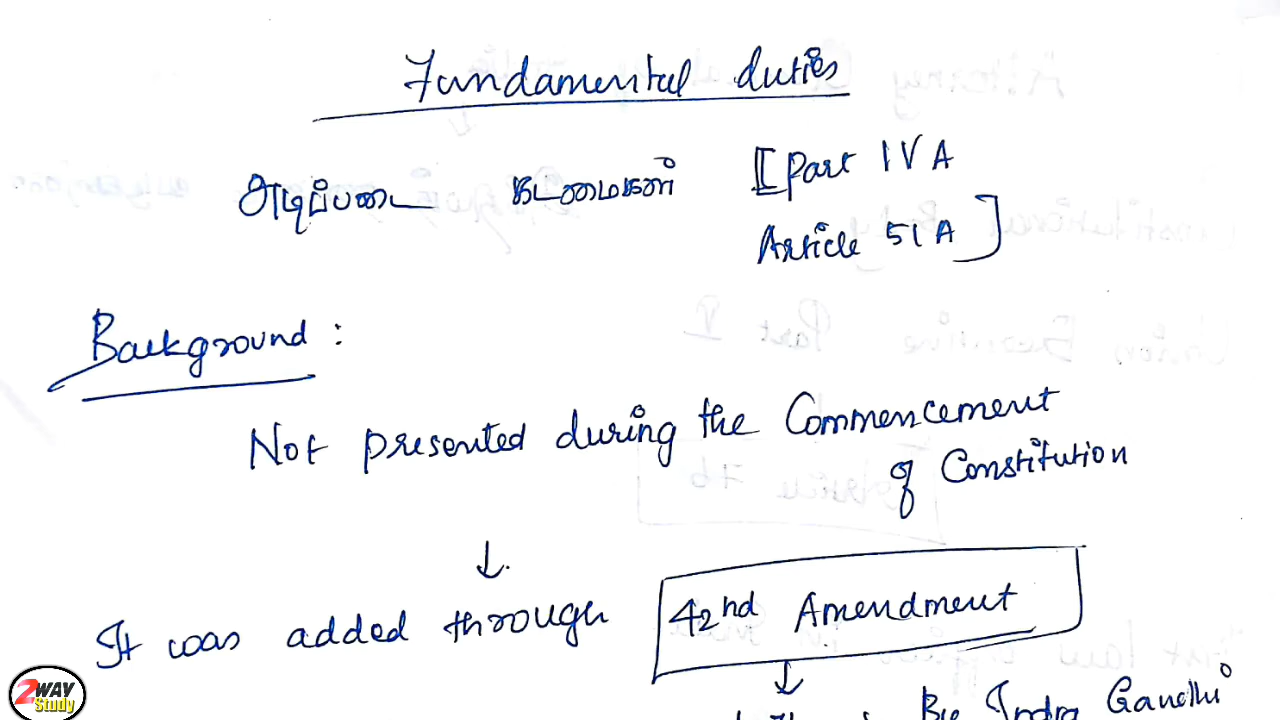 Fundamental duties
அடிப்படை கடமைகள் [Part IV A
Article 51 A]
Background :
Not presented during the Commencement
of Constitution
↓
It was added through 42nd Amendment
↓
By Indra Gandhi
2WAY
Study